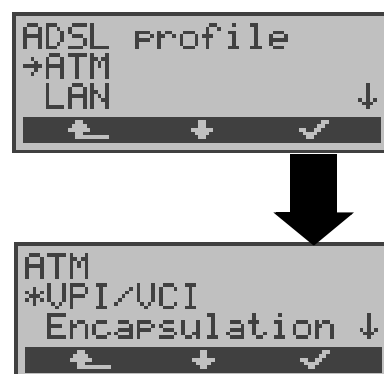 ADSL profile
→ATM
LAN ↓
ATM
*VPI/VCI
Encapsulation ↓